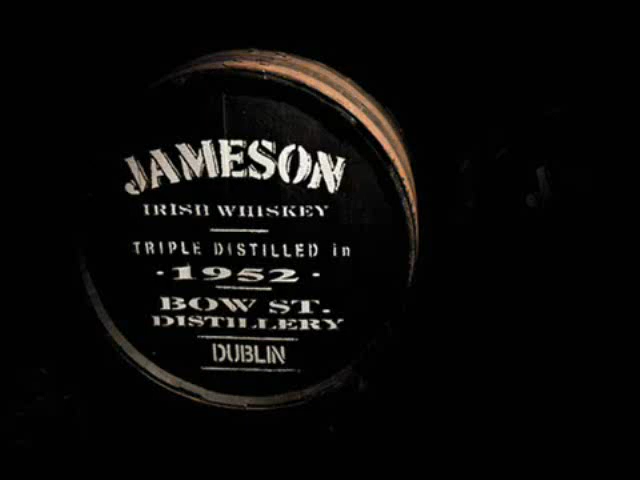 JAMESON
IRISH WHISKEY
TRIPLE DISTILLED in
· 1952 ·
BOW ST.
DISTILLERY
DUBLIN